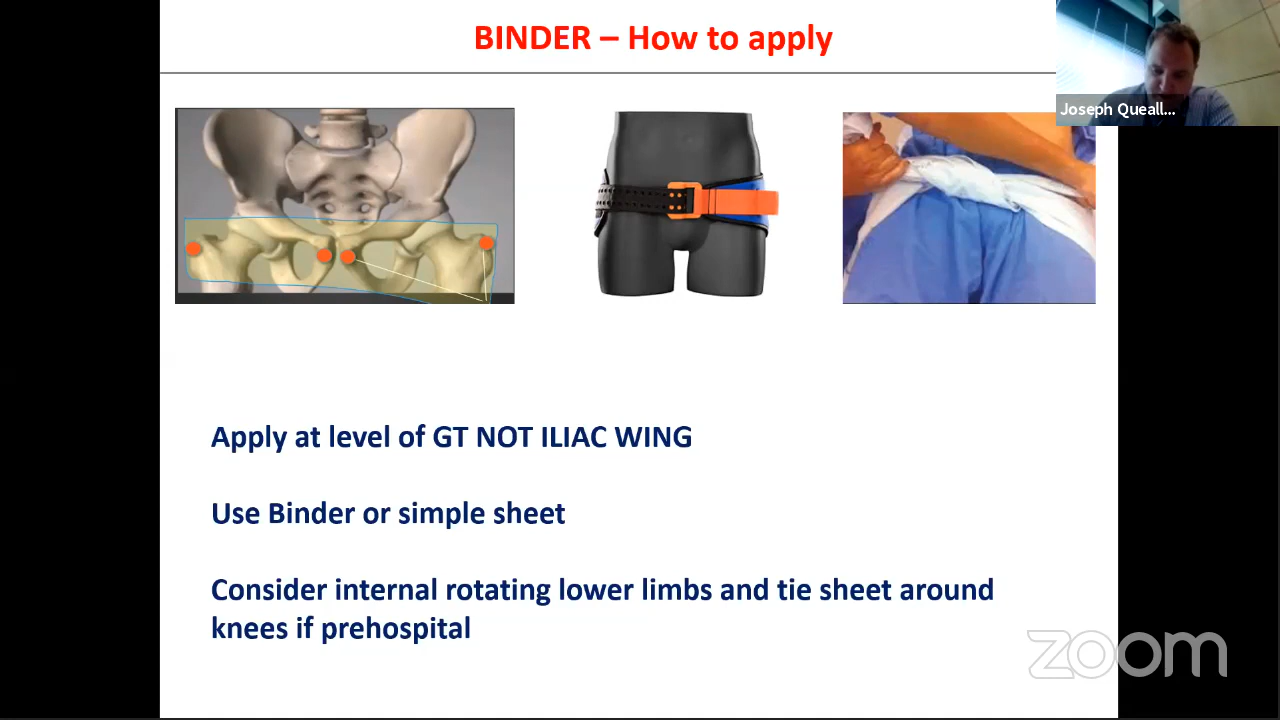 BINDER – How to apply
Joseph Queall...
Apply at level of GT NOT ILIAC WING
Use Binder or simple sheet
Consider internal rotating lower limbs and tie sheet around
knees if prehospital
zoom